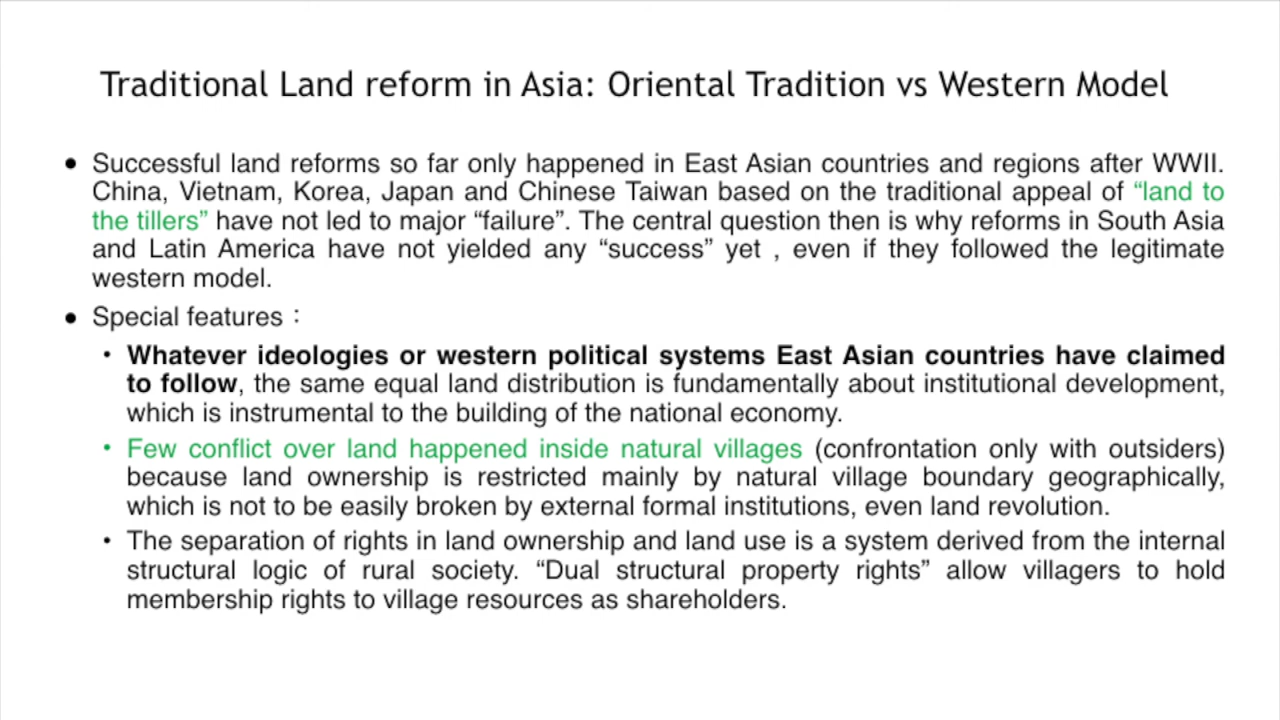 Traditional Land reform in Asia: Oriental Tradition vs Western Model
● Successful land reforms so far only happened in East Asian countries and regions after WWII.
China, Vietnam, Korea, Japan and Chinese Taiwan based on the traditional appeal of “land to
the tillers” have not led to major “failure”. The central question then is why reforms in South Asia
and Latin America have not yielded any “success” yet , even if they followed the legitimate
western model.
● Special features：
• Whatever ideologies or western political systems East Asian countries have claimed
to follow, the same equal land distribution is fundamentally about institutional development,
which is instrumental to the building of the national economy.
• Few conflict over land happened inside natural villages (confrontation only with outsiders)
because land ownership is restricted mainly by natural village boundary geographically,
which is not to be easily broken by external formal institutions, even land revolution.
• The separation of rights in land ownership and land use is a system derived from the internal
structural logic of rural society. “Dual structural property rights” allow villagers to hold
membership rights to village resources as shareholders.